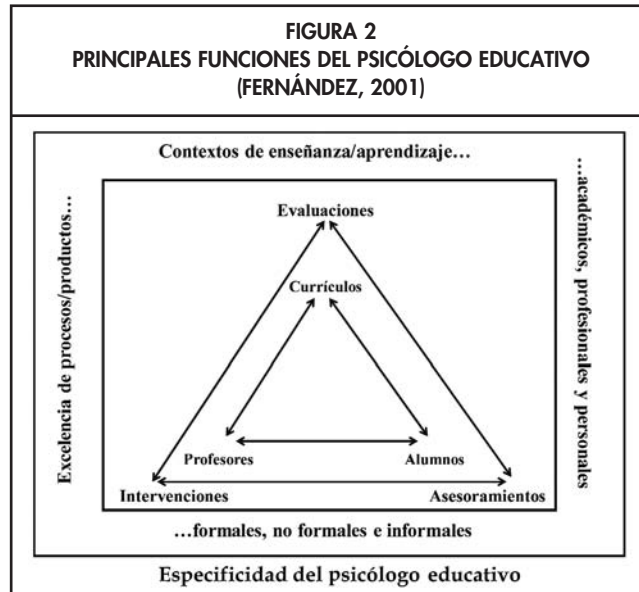 FIGURA 2
PRINCIPALES FUNCIONES DEL PSICÓLOGO EDUCATIVO
(FERNÁNDEZ, 2001)
Contextos de enseñanza/aprendizaje…
Excelencia de procesos/productos…
…académicos, profesionales y personales
Evaluaciones
Currículos
Profesores
Alumnos
Intervenciones
Asesoramientos
…formales, no formales e informales
Especificidad del psicólogo educativo